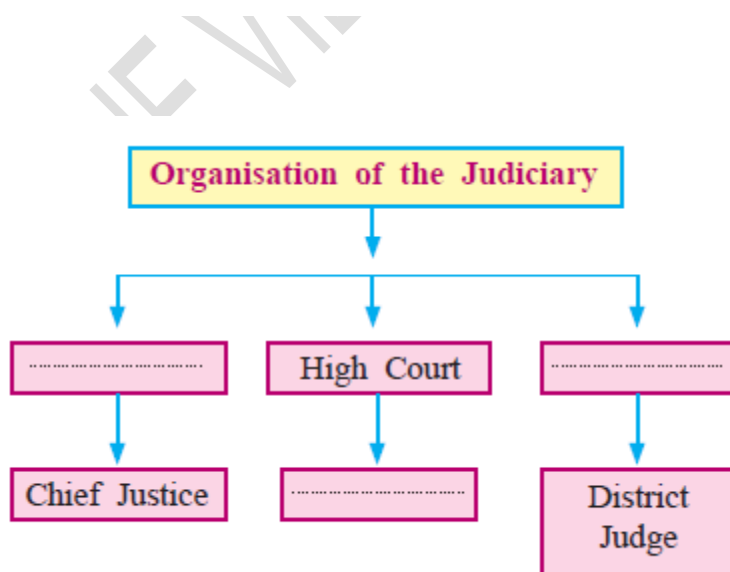 Organisation of the Judiciary
................................
High Court
................................
Chief Justice
................................
District
Judge